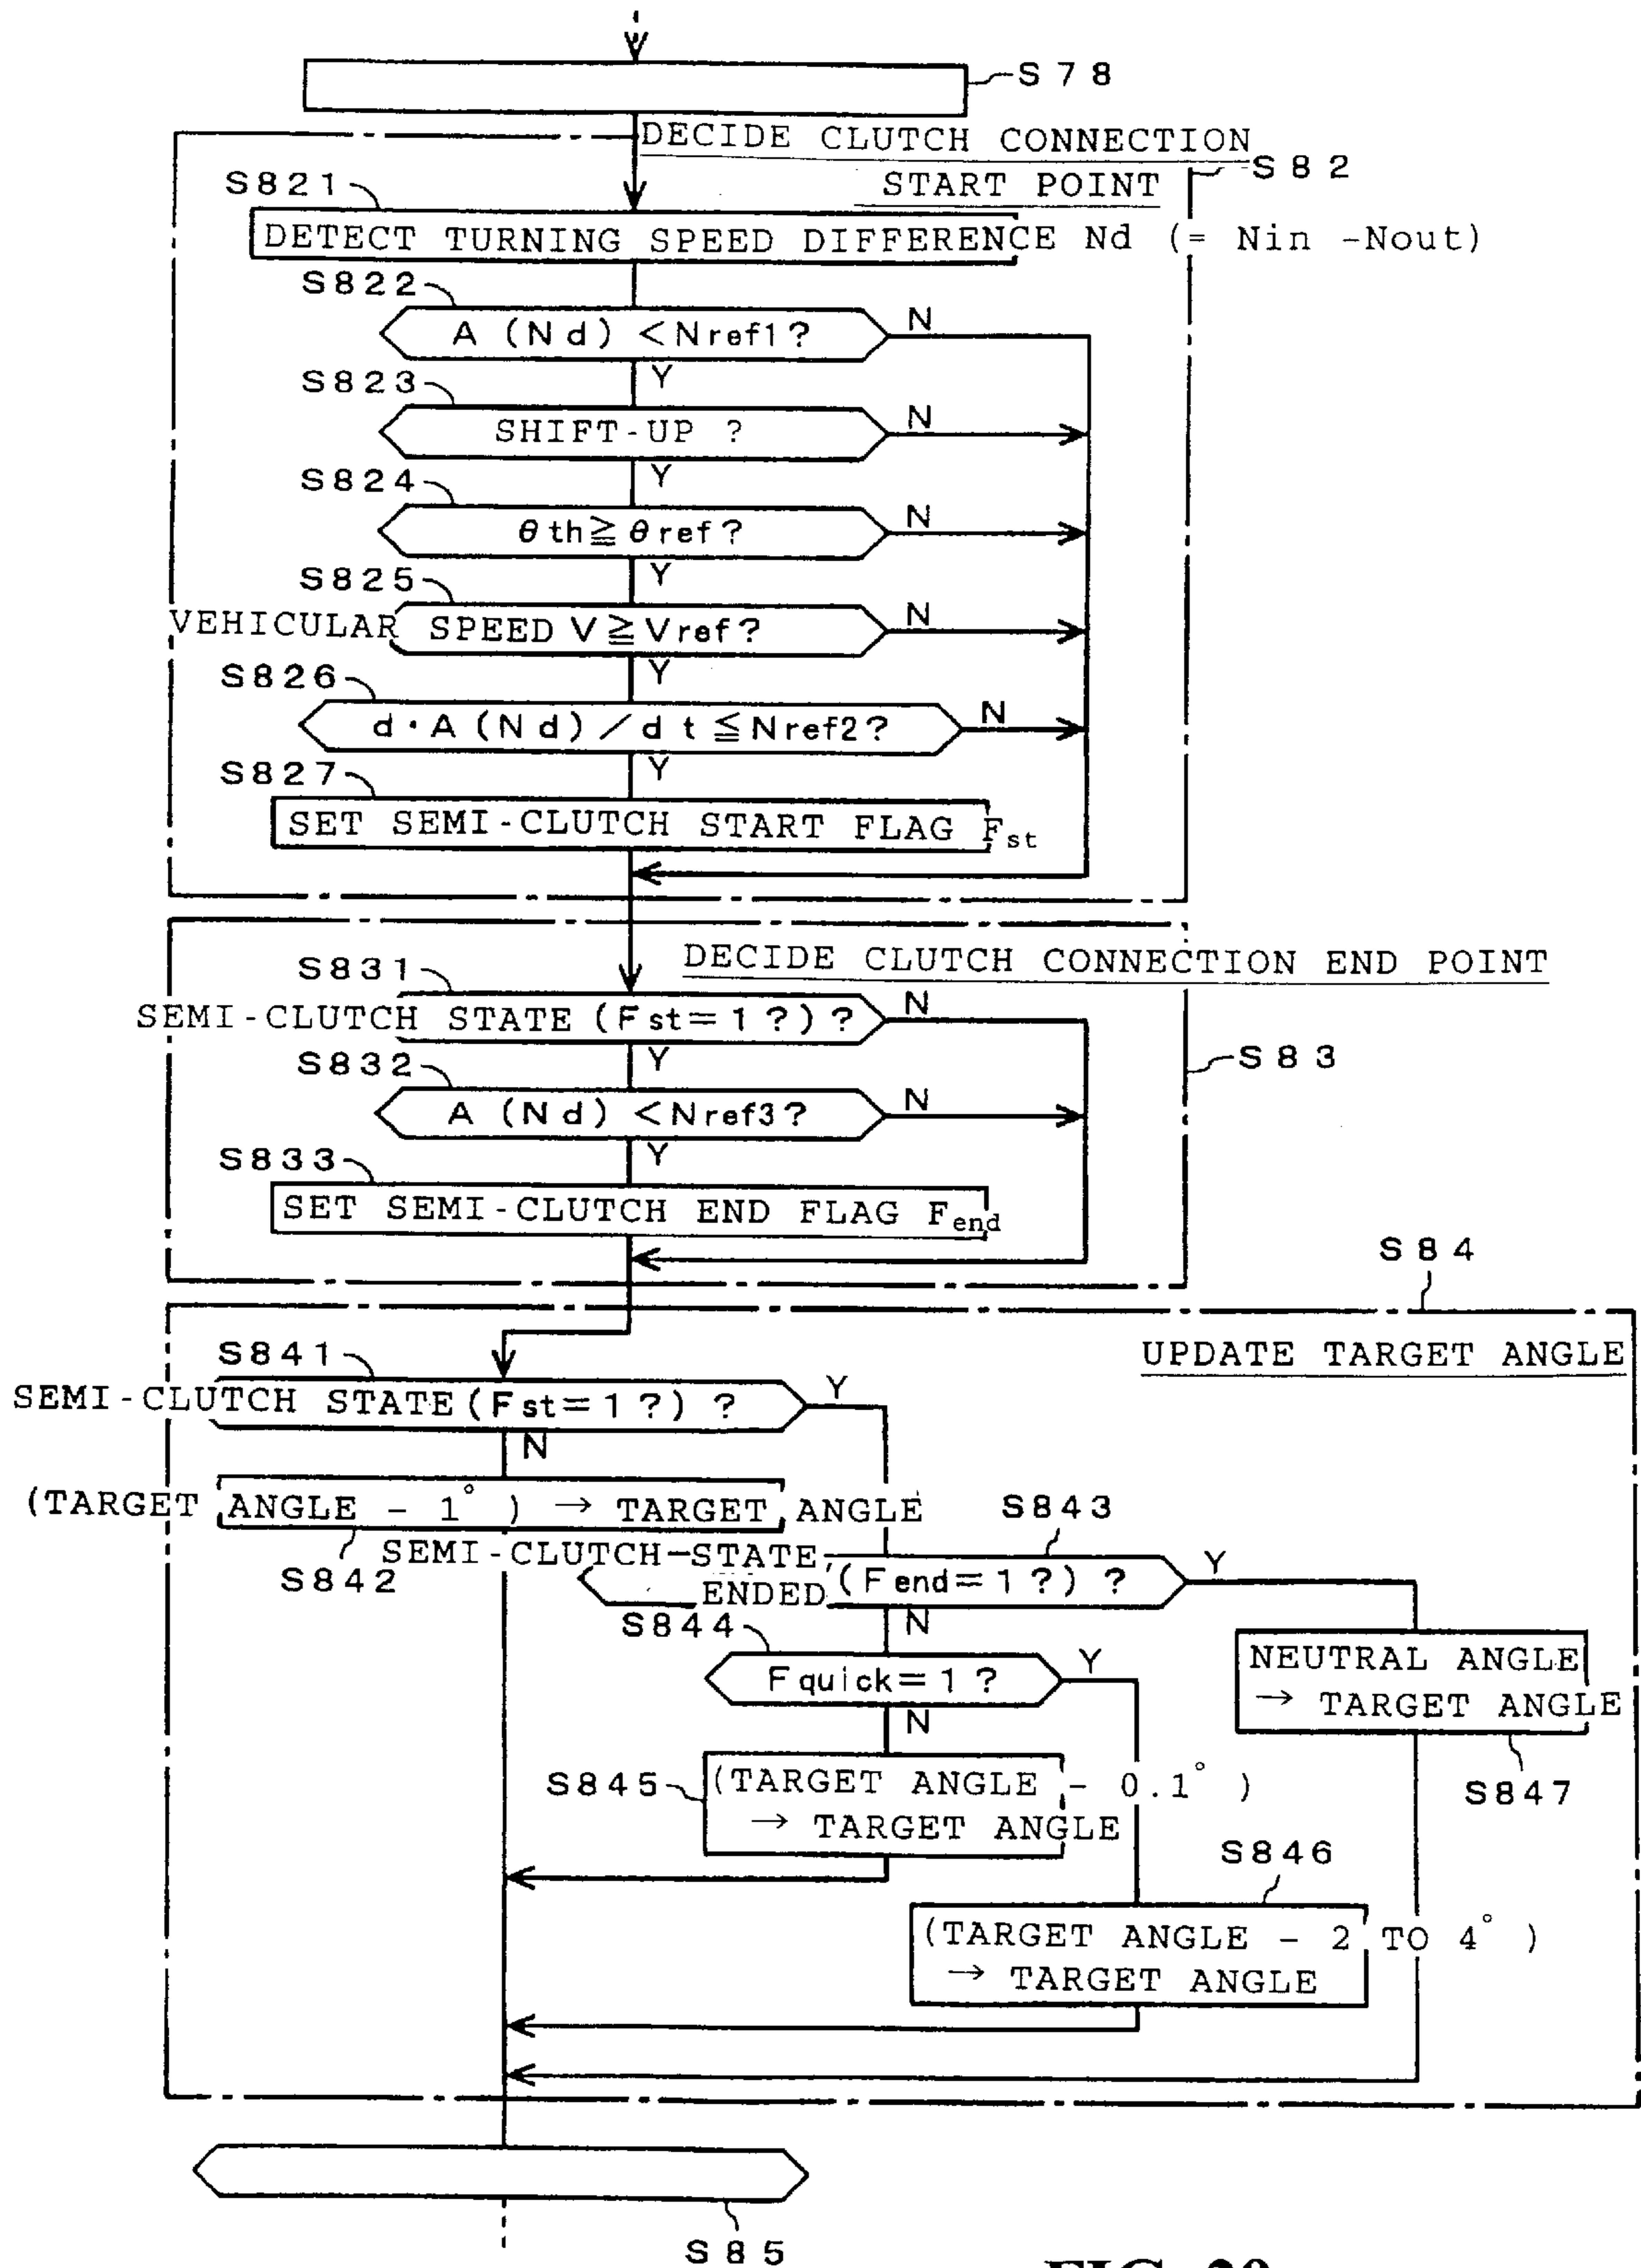 S78
DECIDE CLUTCH CONNECTION
START POINT
S82
S821
DETECT TURNING SPEED DIFFERENCE Nd (= Nin -Nout)
S822
A (Nd) <Nref1?
N
Y
S823
SHIFT-UP ?
N
Y
S824
θth≧θref?
N
Y
S825
VEHICULAR SPEED V≧Vref?
N
Y
S826
d·A (Nd) /dt ≦Nref2?
N
Y
S827
SET SEMI-CLUTCH START FLAG Fst
DECIDE CLUTCH CONNECTION END POINT
S831
SEMI-CLUTCH STATE (Fst=1?) ?
N
Y
S83
S832
A (Nd) <Nref3?
N
Y
S833
SET SEMI-CLUTCH END FLAG Fend
S84
UPDATE TARGET ANGLE
S841
SEMI-CLUTCH STATE (Fst=1?) ?
Y
N
(TARGET ANGLE - 1° ) → TARGET ANGLE
S842
S843
SEMI-CLUTCH-STATE
ENDED (Fend=1?) ?
Y
N
S844
Fquick=1?
Y
N
NEUTRAL ANGLE
→ TARGET ANGLE
S847
S845
(TARGET ANGLE - 0.1° )
→ TARGET ANGLE
S846
(TARGET ANGLE - 2 TO 4° )
→ TARGET ANGLE
S85
FIG. 20